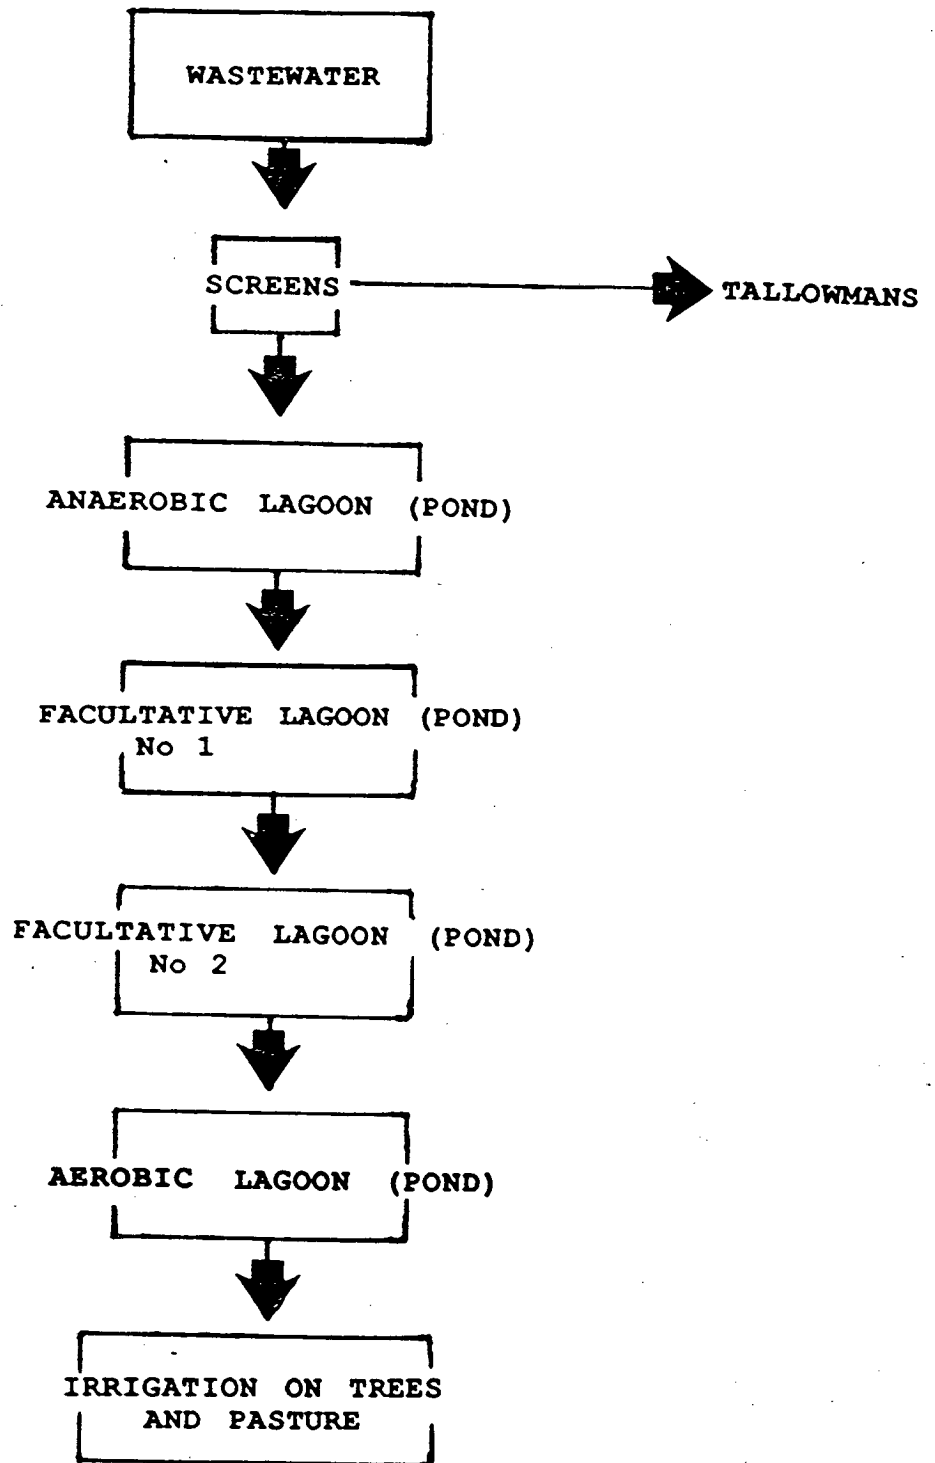 WASTEWATER
SCREENS
TALLOWMANS
ANAEROBIC LAGOON (POND)
FACULTATIVE LAGOON (POND)
No 1
FACULTATIVE LAGOON (POND)
No 2
AEROBIC LAGOON (POND)
IRRIGATION ON TREES
AND PASTURE